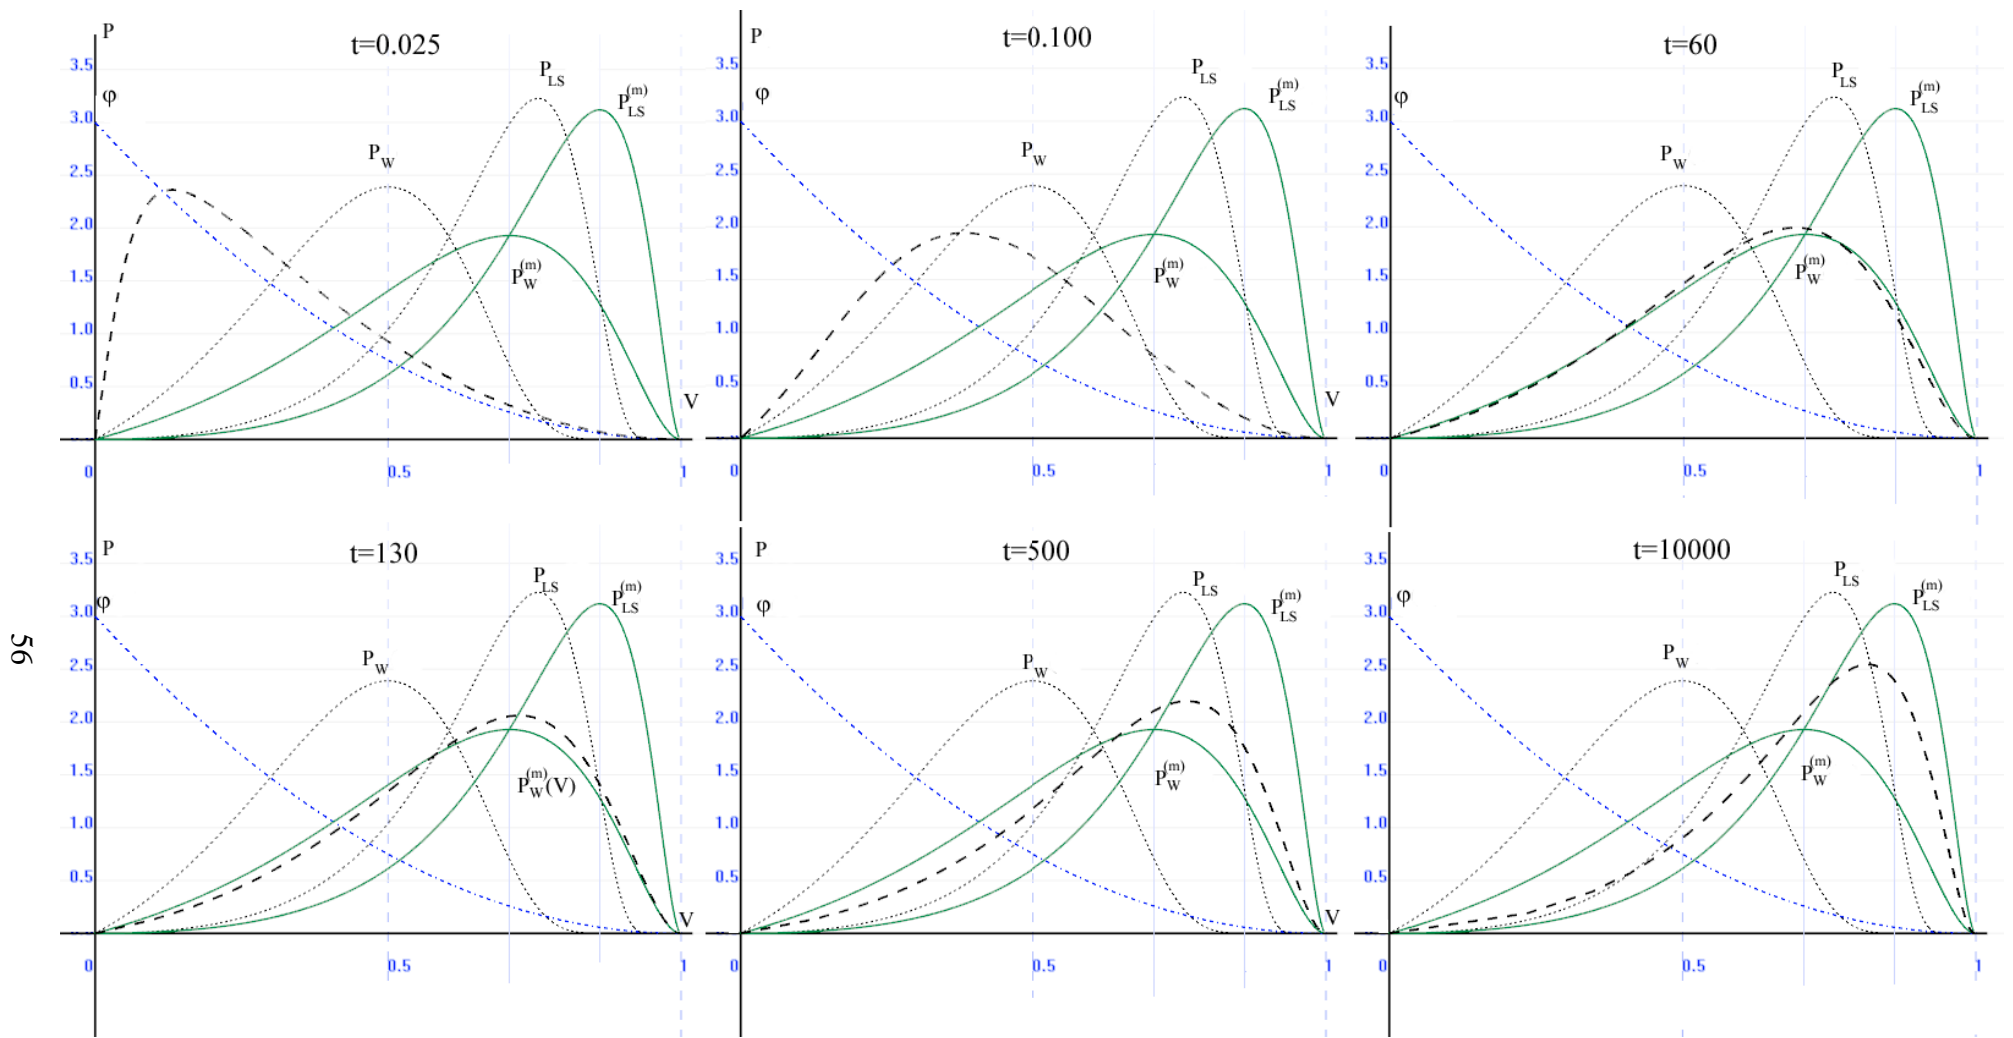 P
t=0.025
3.5
φ
3.0
2.5
2.0
1.5
1.0
0.5
0
0.5
1
V
P_W
P_LS
P_LS^(m)
P_W^(m)
P
t=0.100
3.5
φ
3.0
2.5
2.0
1.5
1.0
0.5
0
0.5
1
V
P_W
P_LS
P_LS^(m)
P_W^(m)
t=60
3.5
φ
3.0
2.5
2.0
1.5
1.0
0.5
0
0.5
1
P_W
P_LS
P_LS^(m)
P_W^(m)
P
t=130
3.5
φ
3.0
2.5
2.0
1.5
1.0
0.5
0
0.5
1
V
P_W
P_LS
P_LS^(m)
P_W^(m)(V)
P
t=500
3.5
φ
3.0
2.5
2.0
1.5
1.0
0.5
0
0.5
1
V
P_W
P_LS
P_LS^(m)
P_W^(m)
t=10000
3.5
φ
3.0
2.5
2.0
1.5
1.0
0.5
0
0.5
1
P_W
P_LS
P_LS^(m)
P_W^(m)
56